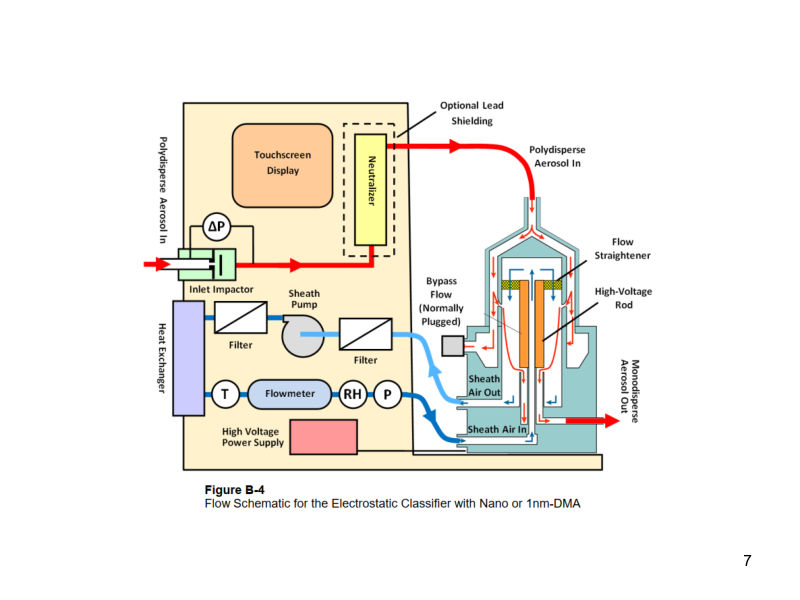 Optional Lead
Shielding
Polydisperse
Aerosol In
Touchscreen
Display
Neutralizer
Polydisperse Aerosol In
ΔP
Inlet Impactor
Flow
Straightener
High-Voltage
Rod
Bypass
Flow
(Normally
Plugged)
Sheath
Pump
Filter
Filter
Heat Exchanger
T
Flowmeter
RH
P
Sheath
Air Out
Sheath Air In
Monodisperse
Aerosol Out
High Voltage
Power Supply
Figure B-4
Flow Schematic for the Electrostatic Classifier with Nano or 1nm-DMA
7